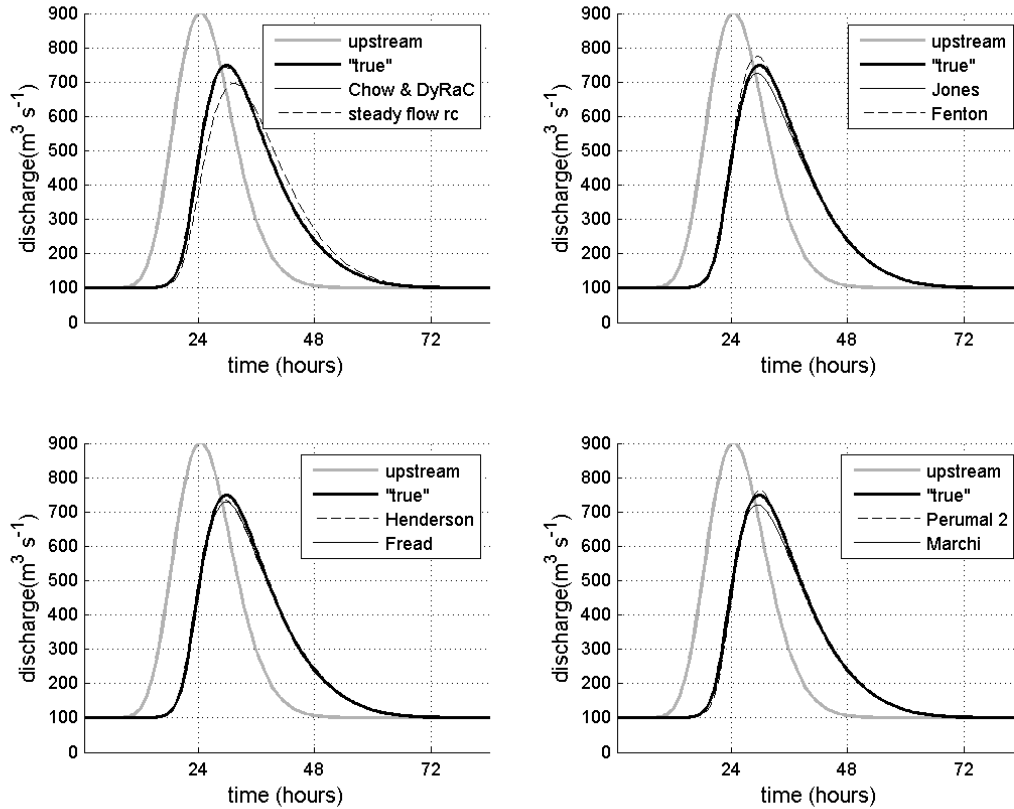 900
800
700
600
500
400
300
200
100
0
discharge(m³ s⁻¹)
24
48
72
time (hours)
upstream
"true"
Chow & DyRaC
steady flow rc
900
800
700
600
500
400
300
200
100
0
discharge(m³ s⁻¹)
24
48
72
time (hours)
upstream
"true"
Jones
Fenton
900
800
700
600
500
400
300
200
100
0
discharge(m³ s⁻¹)
24
48
72
time (hours)
upstream
"true"
Henderson
Fread
900
800
700
600
500
400
300
200
100
0
discharge(m³ s⁻¹)
24
48
72
time (hours)
upstream
"true"
Perumal 2
Marchi